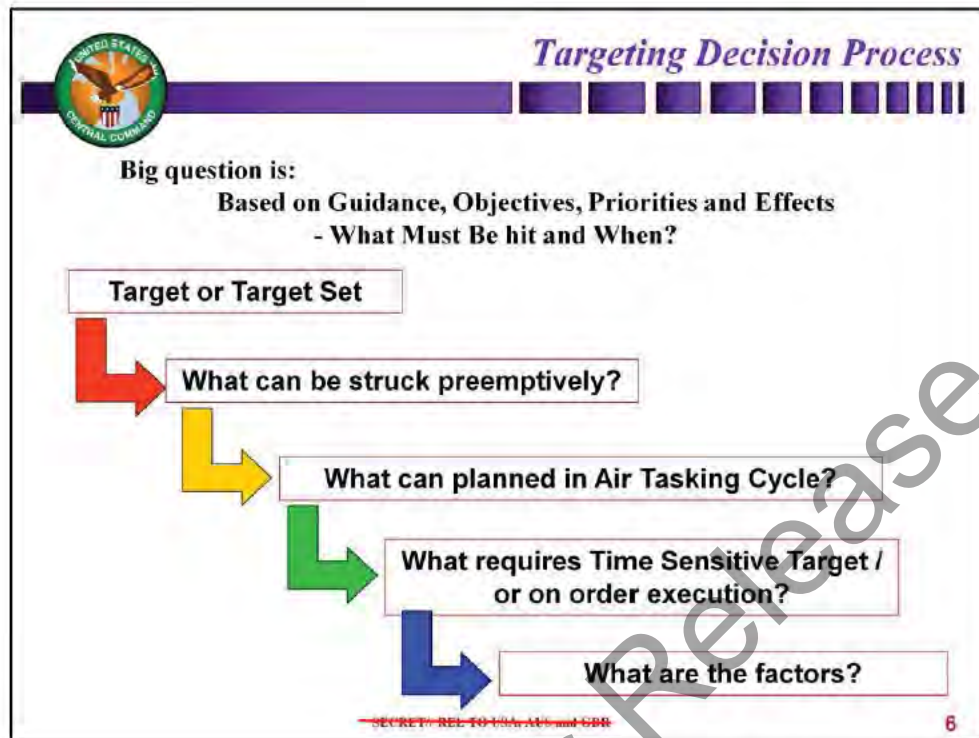 Targeting Decision Process
UNITED STATES
CENTRAL COMMAND
Big question is:
Based on Guidance, Objectives, Priorities and Effects
- What Must Be hit and When?
Target or Target Set
What can be struck preemptively?
What can planned in Air Tasking Cycle?
What requires Time Sensitive Target /
or on order execution?
What are the factors?
SECRET// REL TO USA, AUS and GBR
6
Release